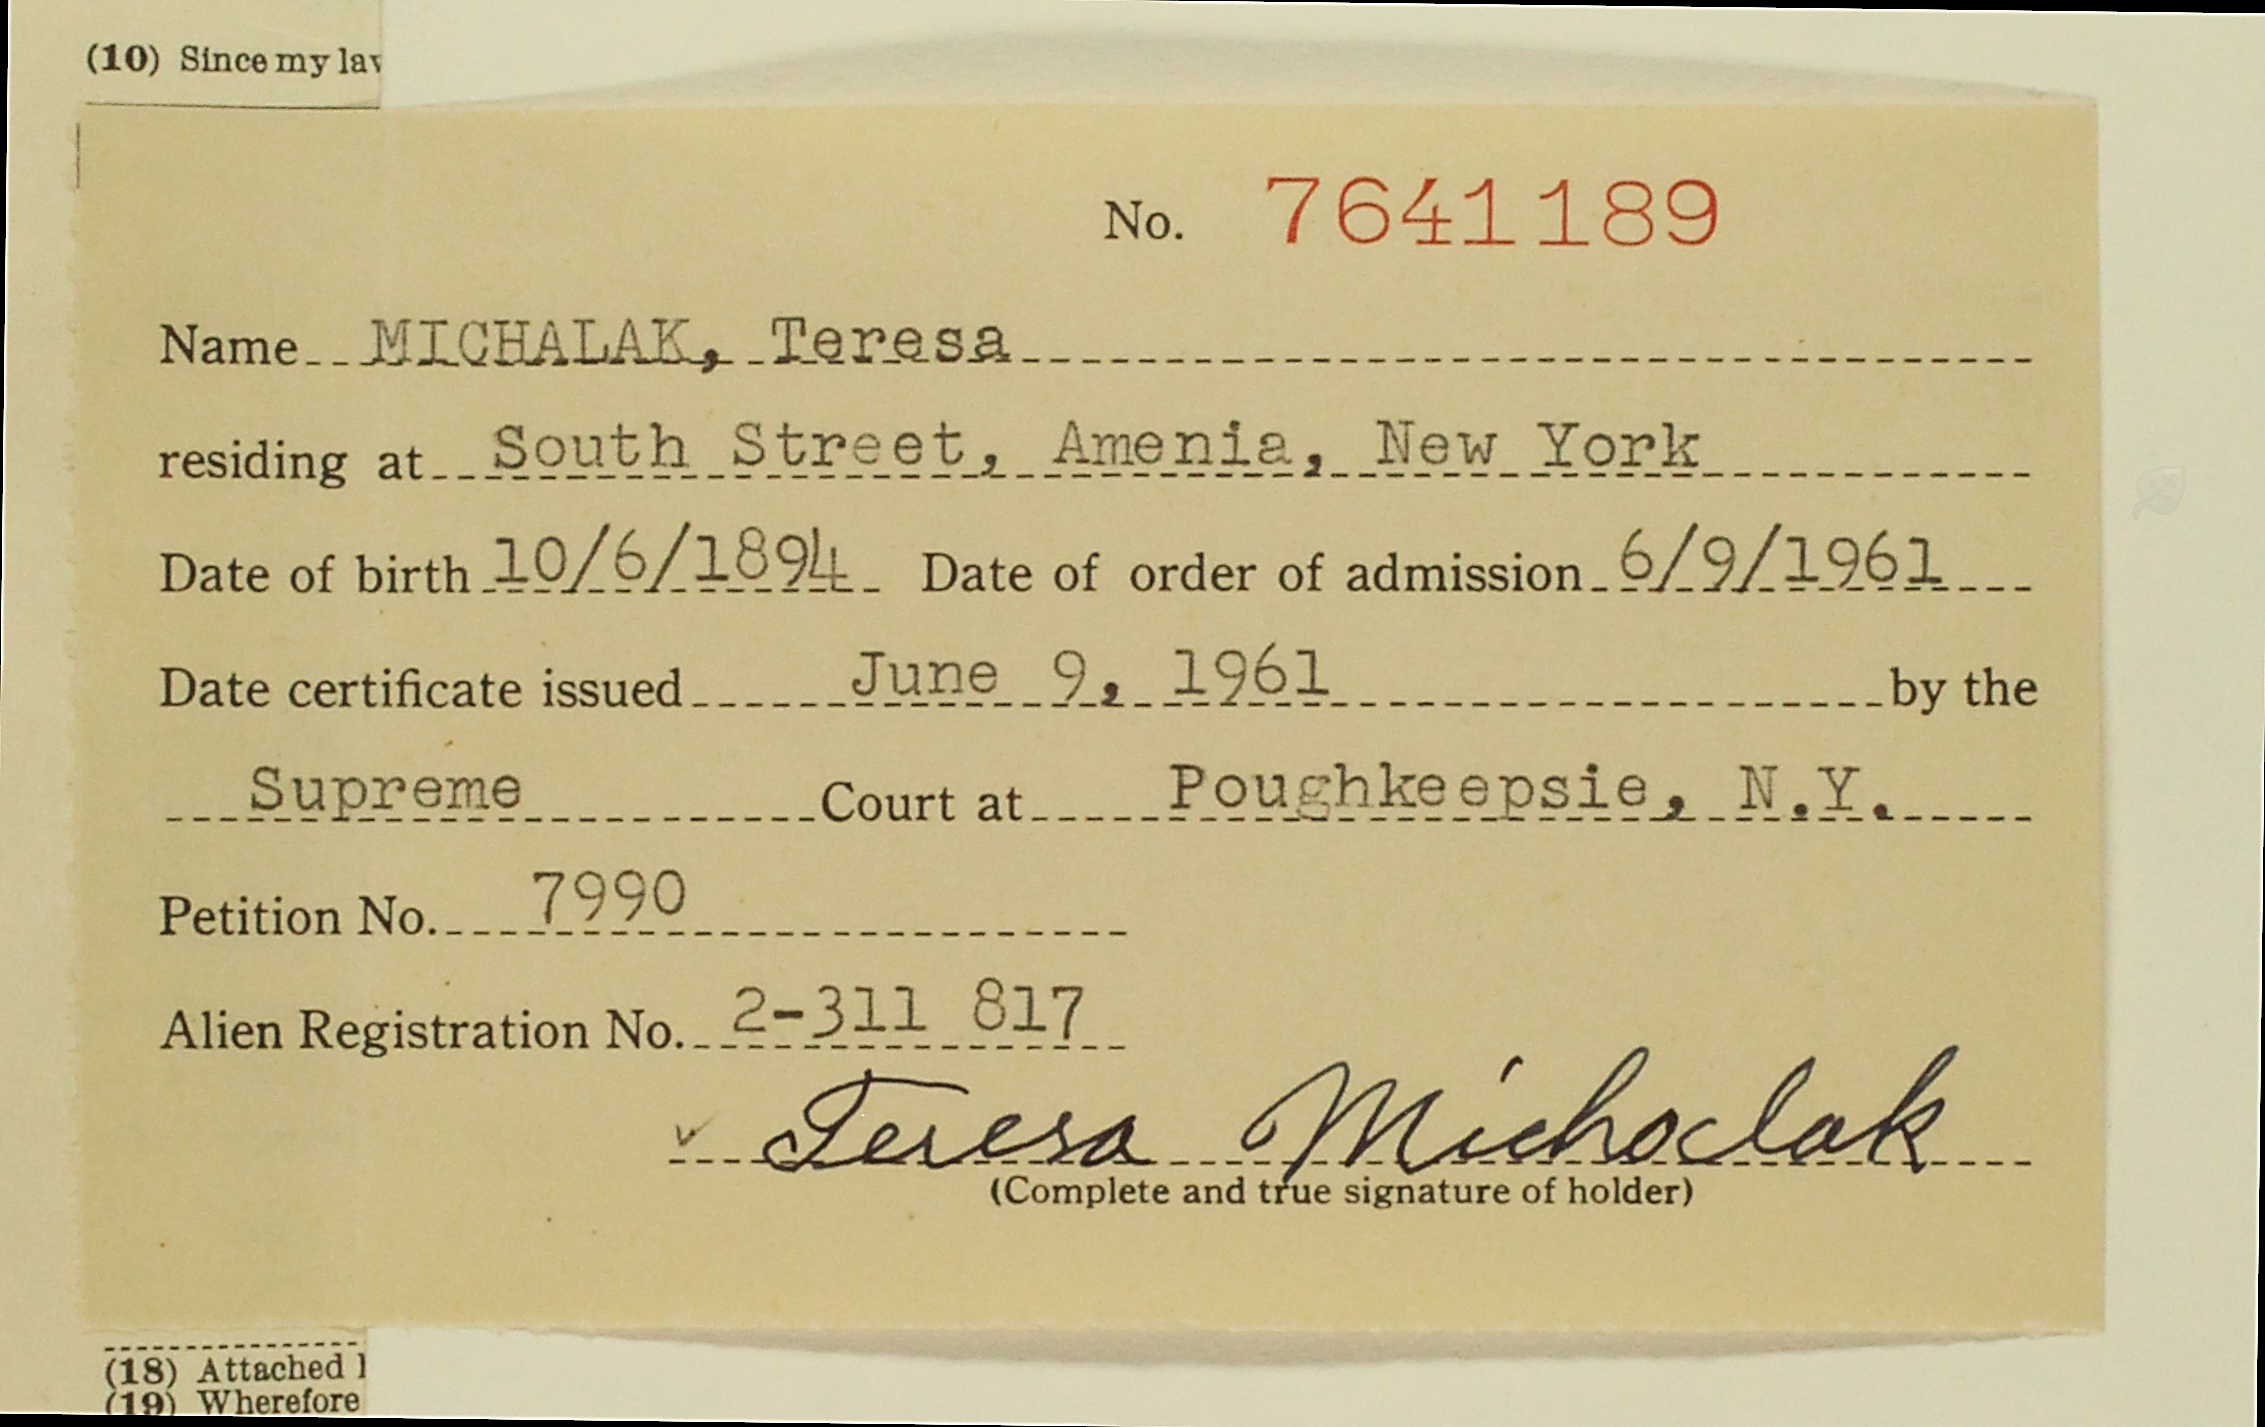 (10) Since my
No. 7641189
Name MICHALAK, Teresa
residing at South Street, Amenia, New York
Date of birth 10/6/1894 Date of order of admission 6/9/1961
Date certificate issued June 9, 1961 by the
Supreme Court at Poughkeepsie, N.Y.
Petition No. 7990
Alien Registration No. 2-311 817
Teresa Michalak
(Complete and true signature of holder)
(18) Attached
(19) Wherefore